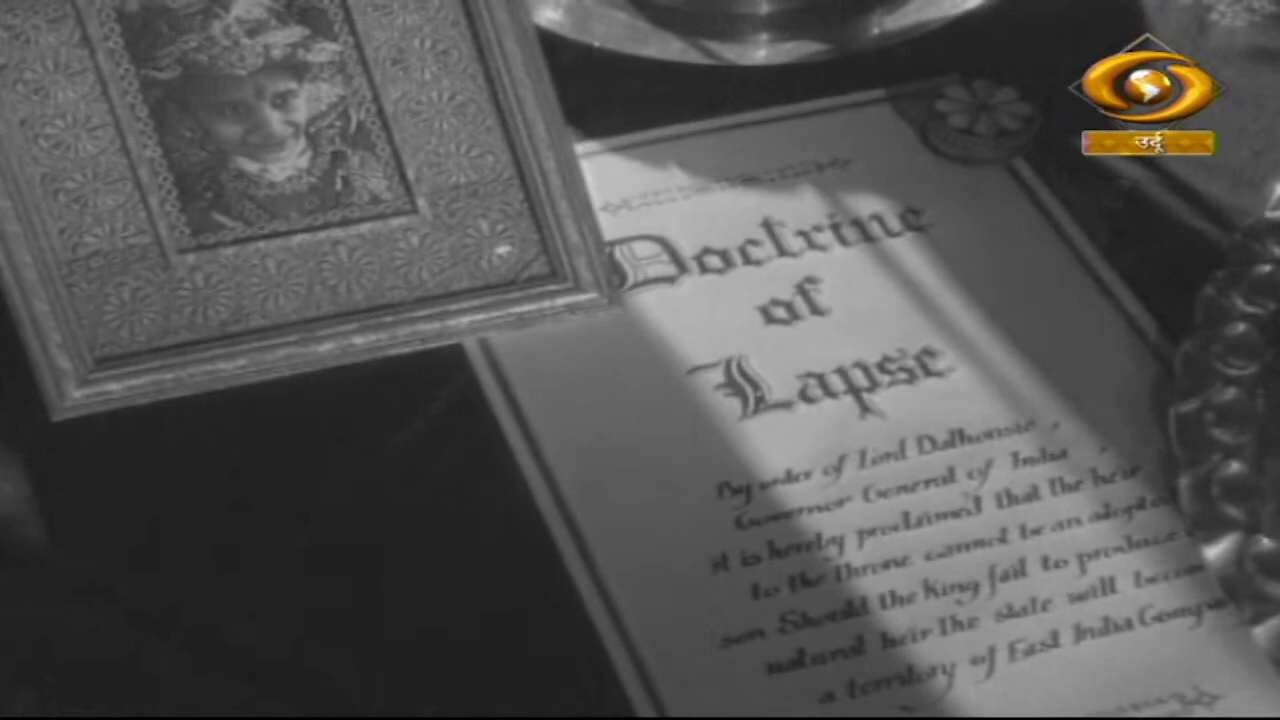 उर्दू
Doctrine
of
Lapse
By order of Lord Dalhousie,
Governor General of India
it is hereby proclaimed that the heir
to the throne cannot be an adopted
son Should the King fail to produce
natural heir the state will become
a territory of East India